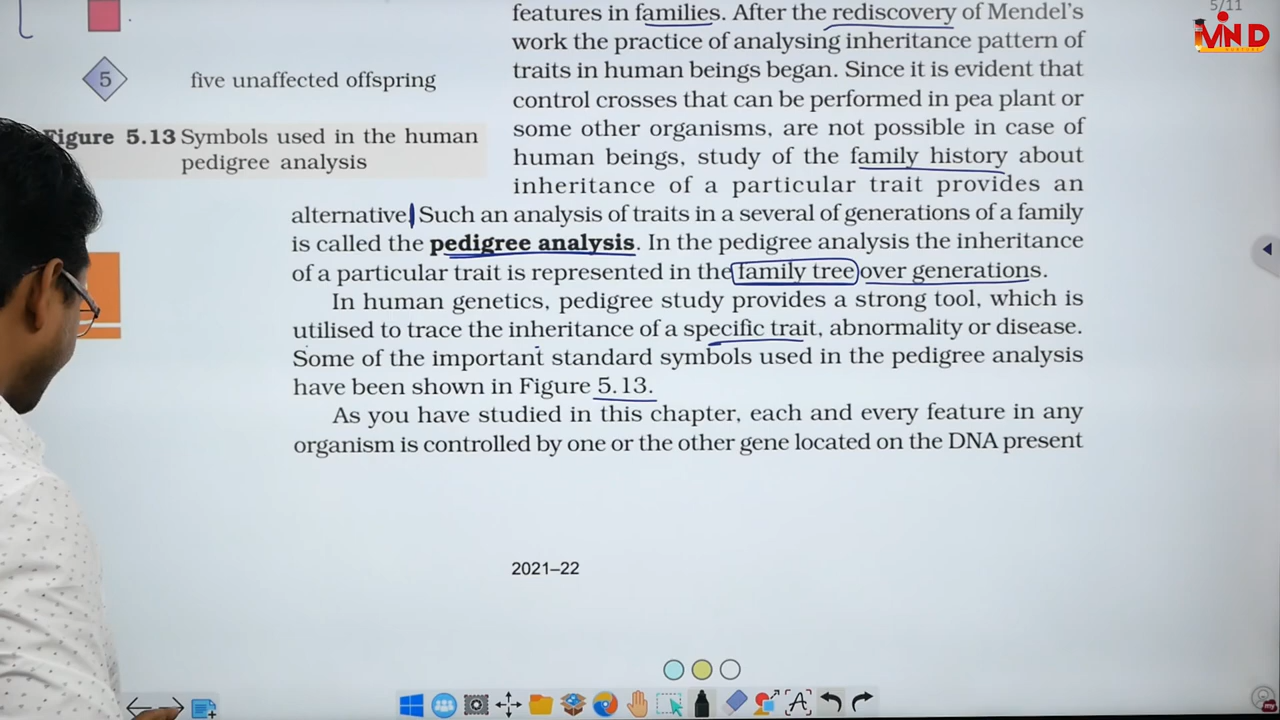 5/11
MIND
features in families. After the rediscovery of Mendel's
work the practice of analysing inheritance pattern of
traits in human beings began. Since it is evident that
control crosses that can be performed in pea plant or
some other organisms, are not possible in case of
human beings, study of the family history about
inheritance of a particular trait provides an
alternative. Such an analysis of traits in a several of generations of a family
is called the pedigree analysis. In the pedigree analysis the inheritance
of a particular trait is represented in the family tree over generations.
In human genetics, pedigree study provides a strong tool, which is
utilised to trace the inheritance of a specific trait, abnormality or disease.
Some of the important standard symbols used in the pedigree analysis
have been shown in Figure 5.13.
As you have studied in this chapter, each and every feature in any
organism is controlled by one or the other gene located on the DNA present
5 five unaffected offspring
Figure 5.13 Symbols used in the human
pedigree analysis
2021–22